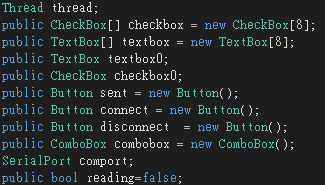 Thread thread;
public CheckBox[] checkbox = new CheckBox[8];
public TextBox[] textbox = new TextBox[8];
public TextBox textbox0;
public CheckBox checkbox0;
public Button sent = new Button();
public Button connect = new Button();
public Button disconnect  = new Button();
public ComboBox combobox = new ComboBox();
SerialPort comport;
public bool reading=false;